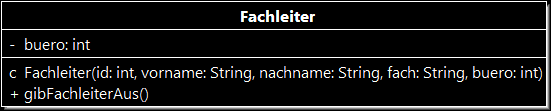 Fachleiter
- buero: int
c Fachleiter(id: int, vorname: String, nachname: String, fach: String, buero: int)
+ gibFachleiterAus()